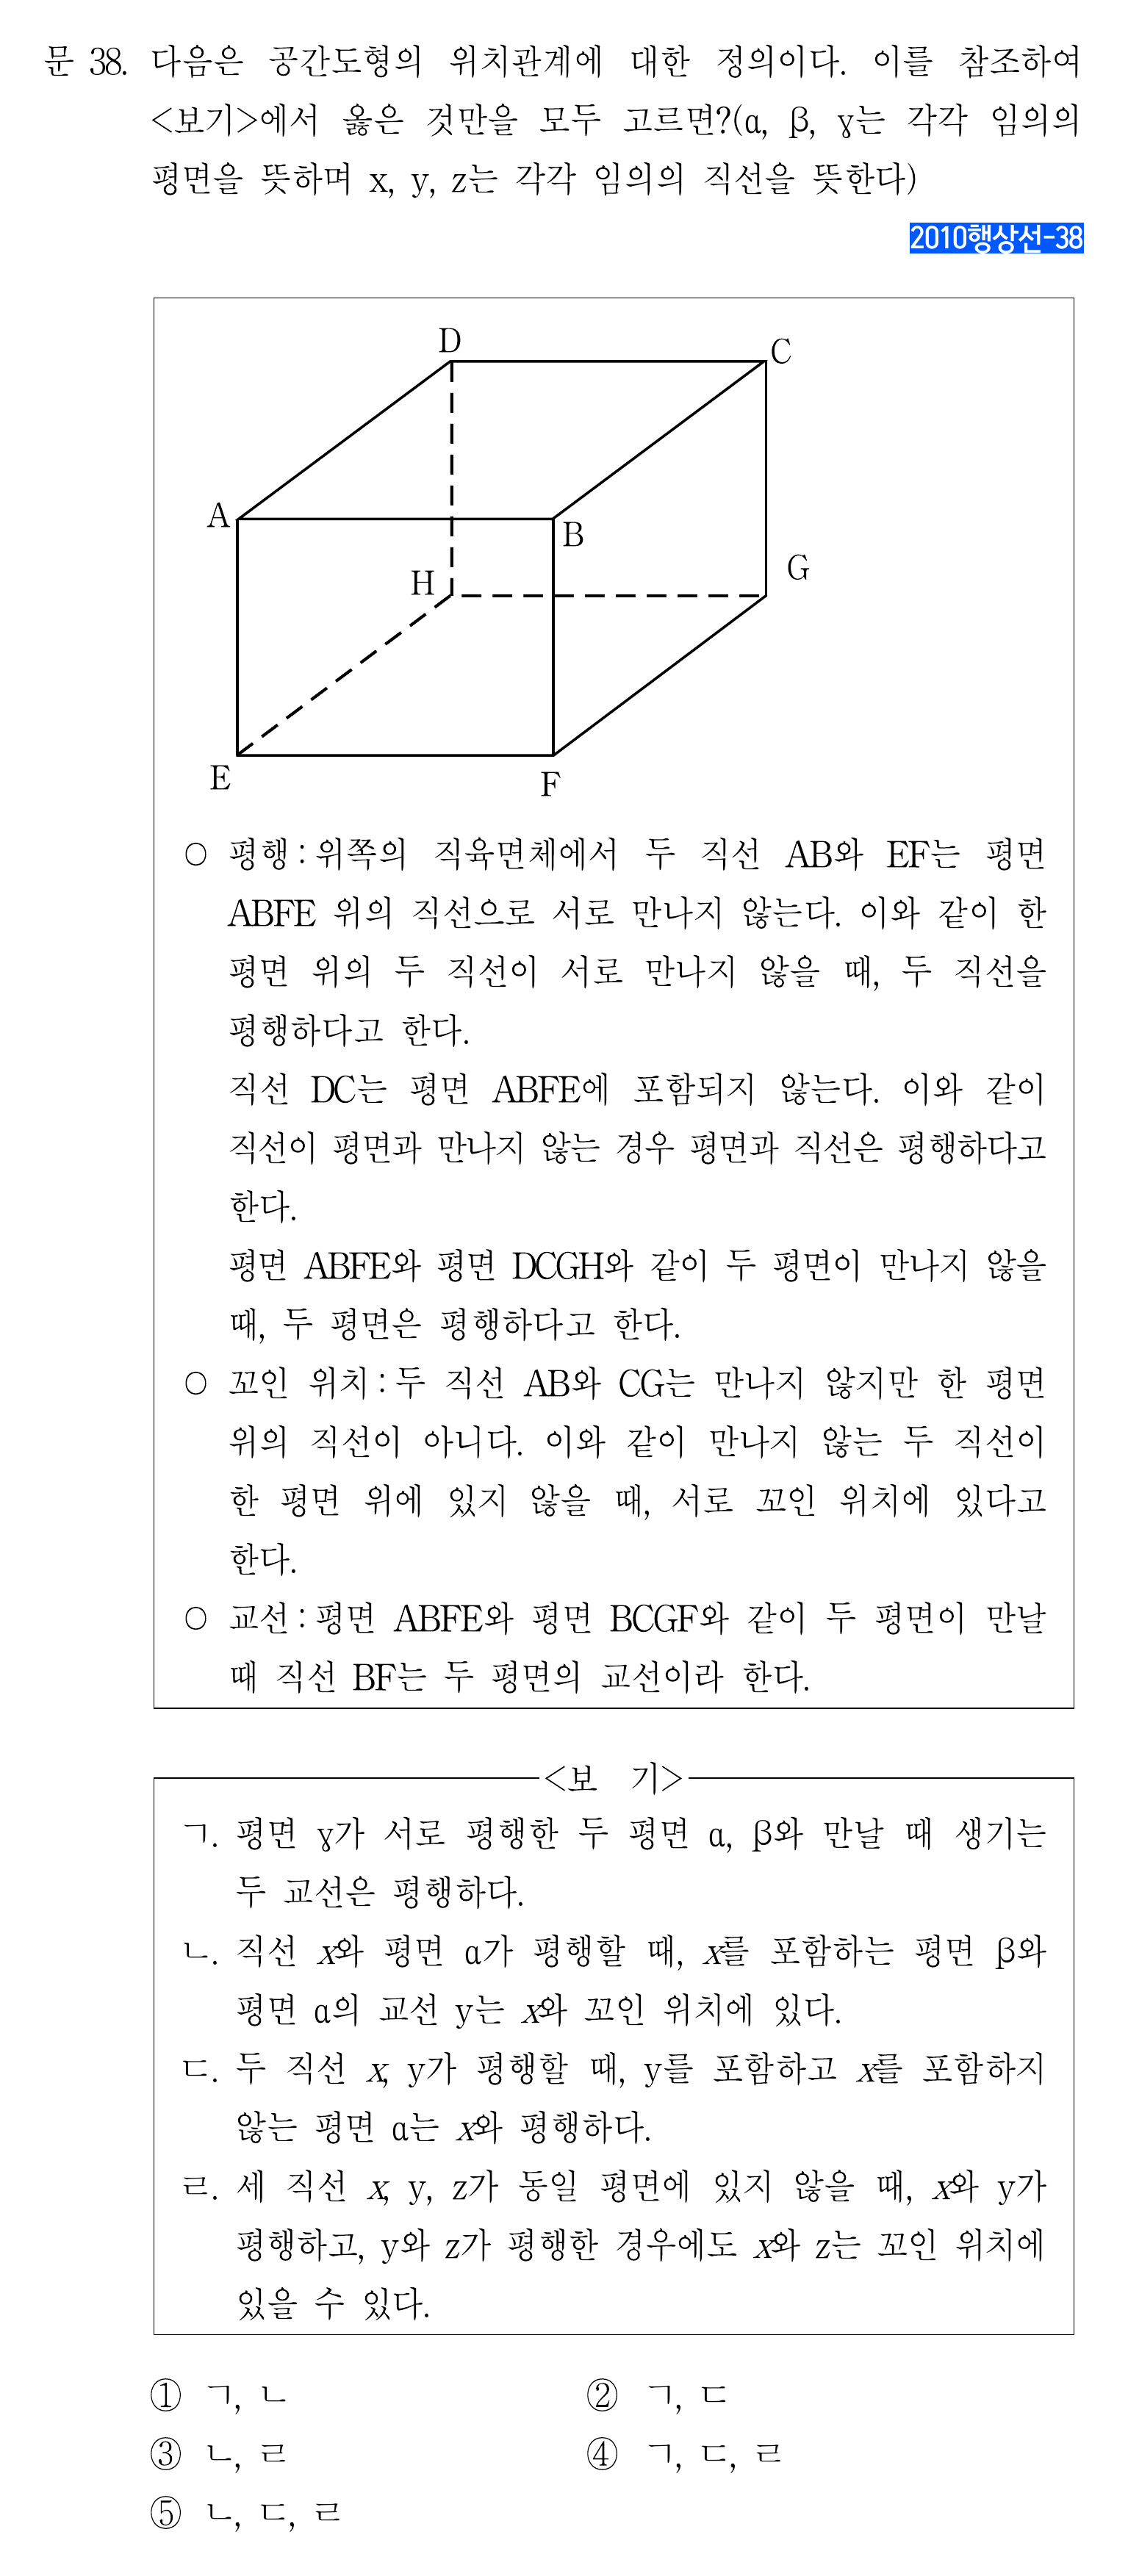 문 38. 다음은 공간도형의 위치관계에 대한 정의이다. 이를 참조하여
<보기>에서 옳은 것만을 모두 고르면?(α, β, γ는 각각 임의의
평면을 뜻하며 x, y, z는 각각 임의의 직선을 뜻한다)
2010행상선-38
D
C
A
B
H
G
E
F
○ 평행 : 위쪽의 직육면체에서 두 직선 AB와 EF는 평면
ABFE 위의 직선으로 서로 만나지 않는다. 이와 같이 한
평면 위의 두 직선이 서로 만나지 않을 때, 두 직선을
평행하다고 한다.
직선 DC는 평면 ABFE에 포함되지 않는다. 이와 같이
직선이 평면과 만나지 않는 경우 평면과 직선은 평행하다고
한다.
평면 ABFE와 평면 DCGH와 같이 두 평면이 만나지 않을
때, 두 평면은 평행하다고 한다.
○ 꼬인 위치 : 두 직선 AB와 CG는 만나지 않지만 한 평면
위의 직선이 아니다. 이와 같이 만나지 않는 두 직선이
한 평면 위에 있지 않을 때, 서로 꼬인 위치에 있다고
한다.
○ 교선 : 평면 ABFE와 평면 BCGF와 같이 두 평면이 만날
때 직선 BF는 두 평면의 교선이라 한다.
<보 기>
ㄱ. 평면 γ가 서로 평행한 두 평면 α, β와 만날 때 생기는
두 교선은 평행하다.
ㄴ. 직선 x와 평면 α가 평행할 때, x를 포함하는 평면 β와
평면 α의 교선 y는 x와 꼬인 위치에 있다.
ㄷ. 두 직선 x, y가 평행할 때, y를 포함하고 x를 포함하지
않는 평면 α는 x와 평행하다.
ㄹ. 세 직선 x, y, z가 동일 평면에 있지 않을 때, x와 y가
평행하고, y와 z가 평행한 경우에도 x와 z는 꼬인 위치에
있을 수 있다.
① ㄱ, ㄴ ② ㄱ, ㄷ
③ ㄴ, ㄹ ④ ㄱ, ㄷ, ㄹ
⑤ ㄴ, ㄷ, ㄹ